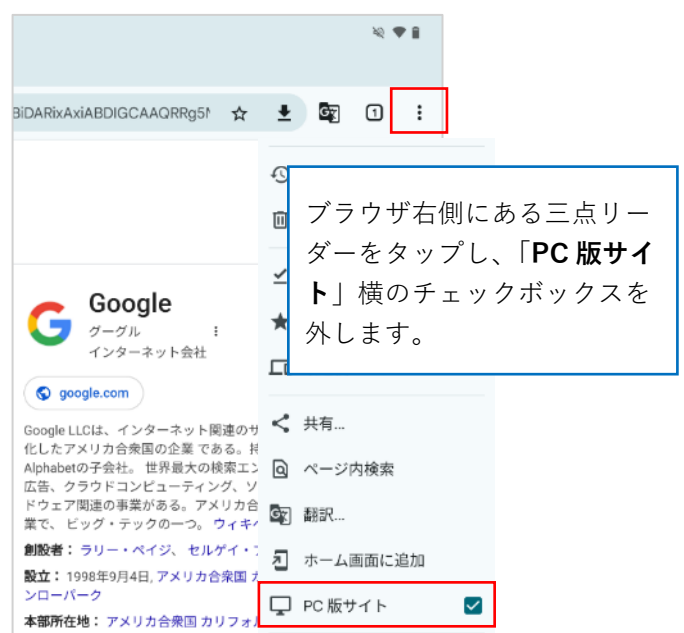 BiDARixAxiABDIGCAAQRRg5
1
ブラウザ右側にある三点リー
ダーをタップし、「PC 版サイ
ト」横のチェックボックスを
外します。
Google
グーグル
インターネット会社
google.com
Google LLCは、インターネット関連のサ
化したアメリカ合衆国の企業 である。持
Alphabetの子会社。 世界最大の検索エン
広告、クラウドコンピューティング、ソ
ドウェア関連の事業がある。アメリカ合
業で、 ビッグ・テックの一つ。 ウィキ
創設者： ラリー・ペイジ、 セルゲイ・
設立： 1998年9月4日, アメリカ合衆国 カ
ンローパーク
本部所在地： アメリカ合衆国 カリフォル
共有...
ページ内検索
翻訳...
ホーム画面に追加
PC 版サイト